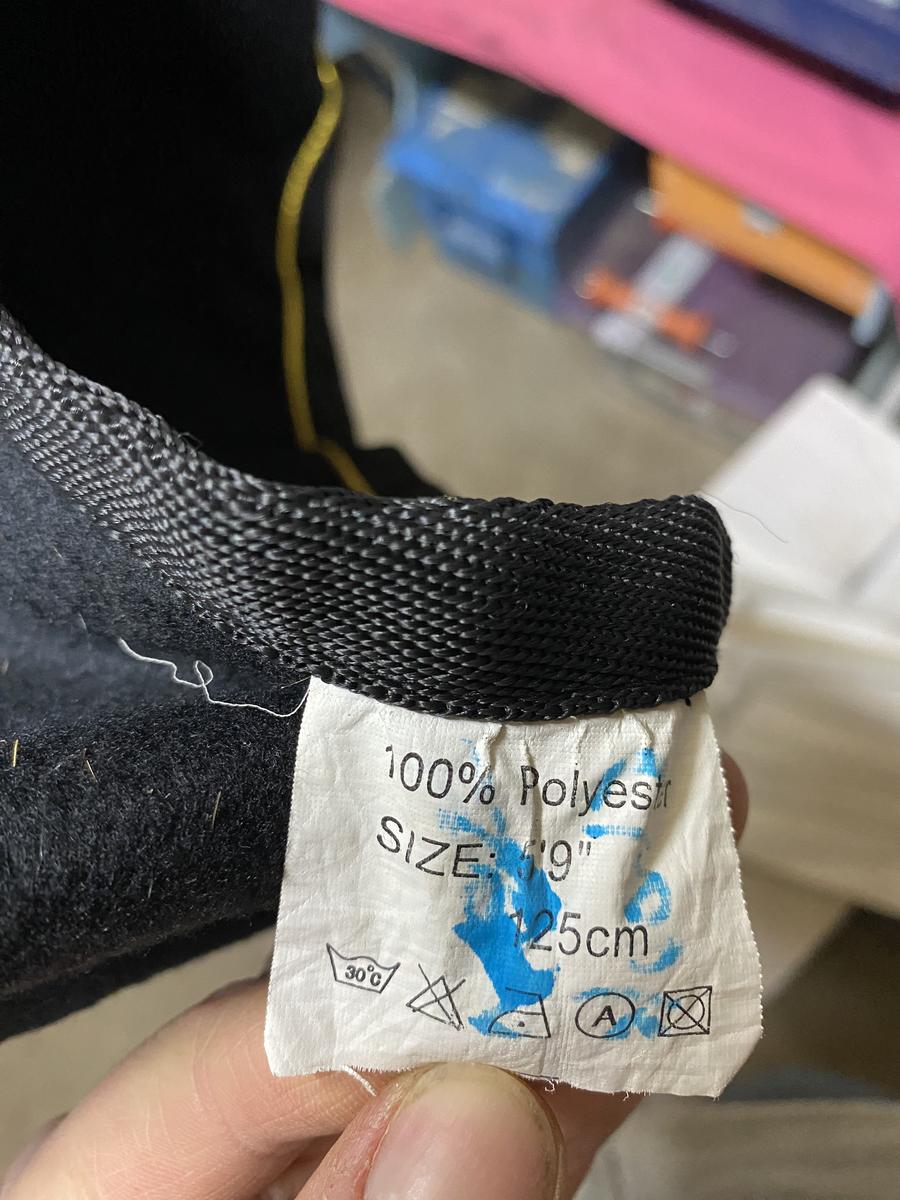 100% Polyester
SIZE: 5'9"
125cm
30°C
A